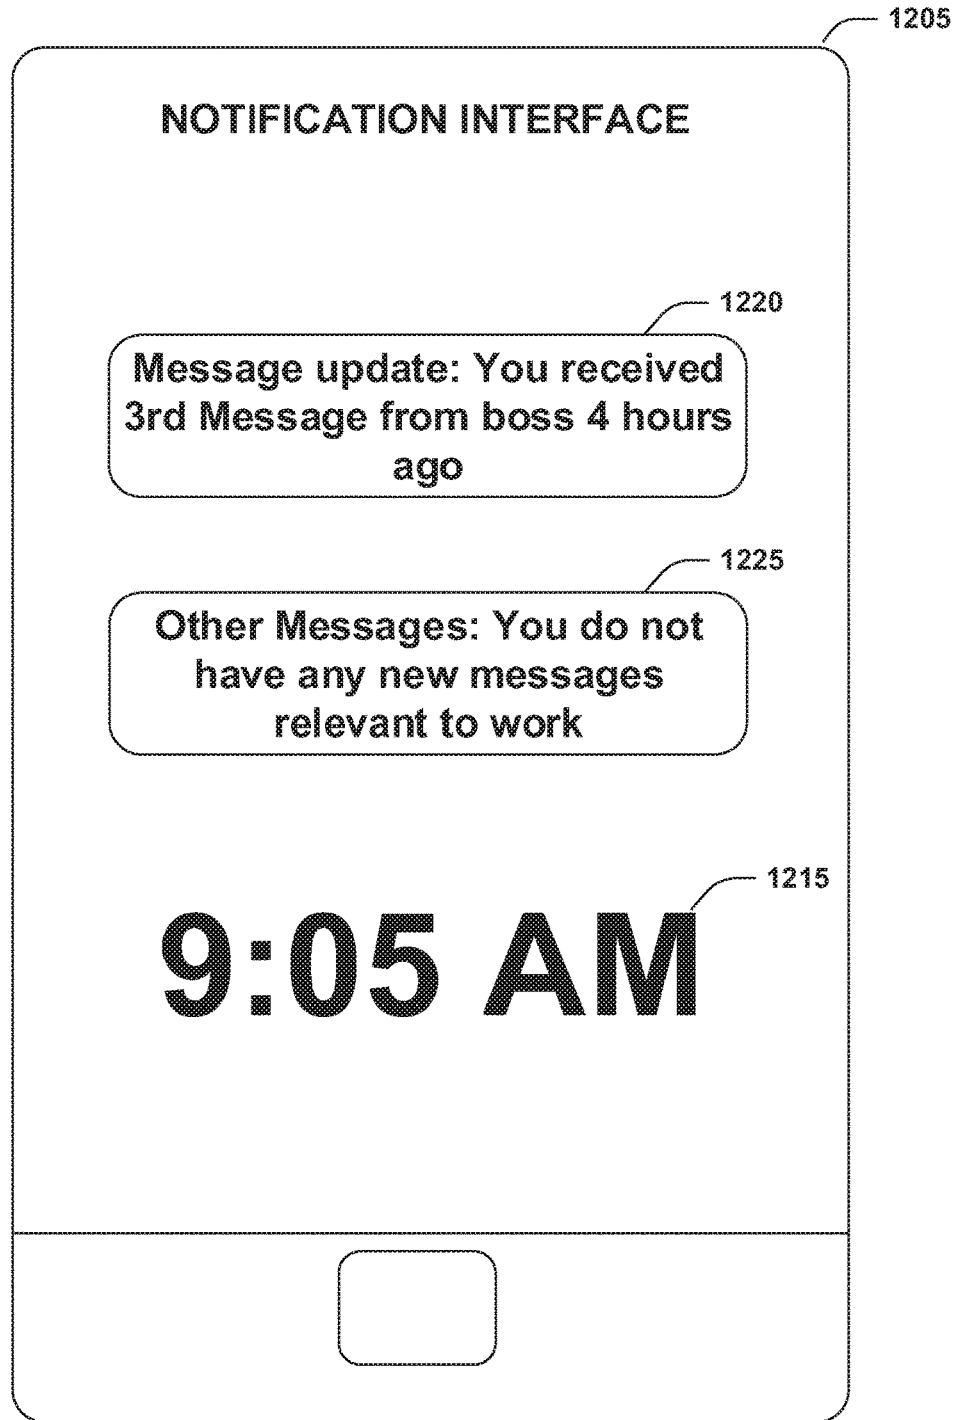 1205
NOTIFICATION INTERFACE
1220
Message update: You received
3rd Message from boss 4 hours
ago
1225
Other Messages: You do not
have any new messages
relevant to work
1215
9:05 AM